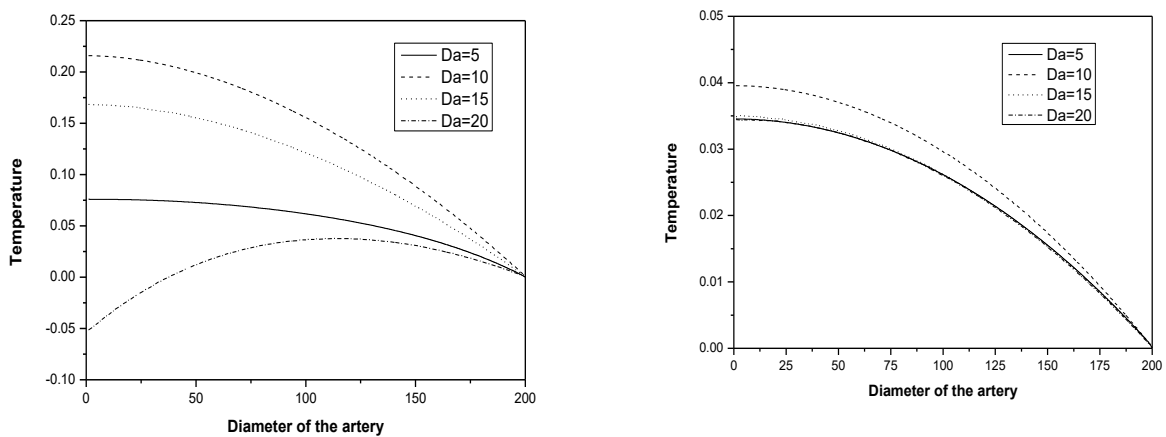 0.25
0.20
0.15
0.10
0.05
0.00
-0.05
-0.10
Temperature
0
50
100
150
200
Diameter of the artery
Da=5
Da=10
Da=15
Da=20
0.05
0.04
0.03
0.02
0.01
0.00
Temperature
0
25
50
75
100
125
150
175
200
Diameter of the artery
Da=5
Da=10
Da=15
Da=20